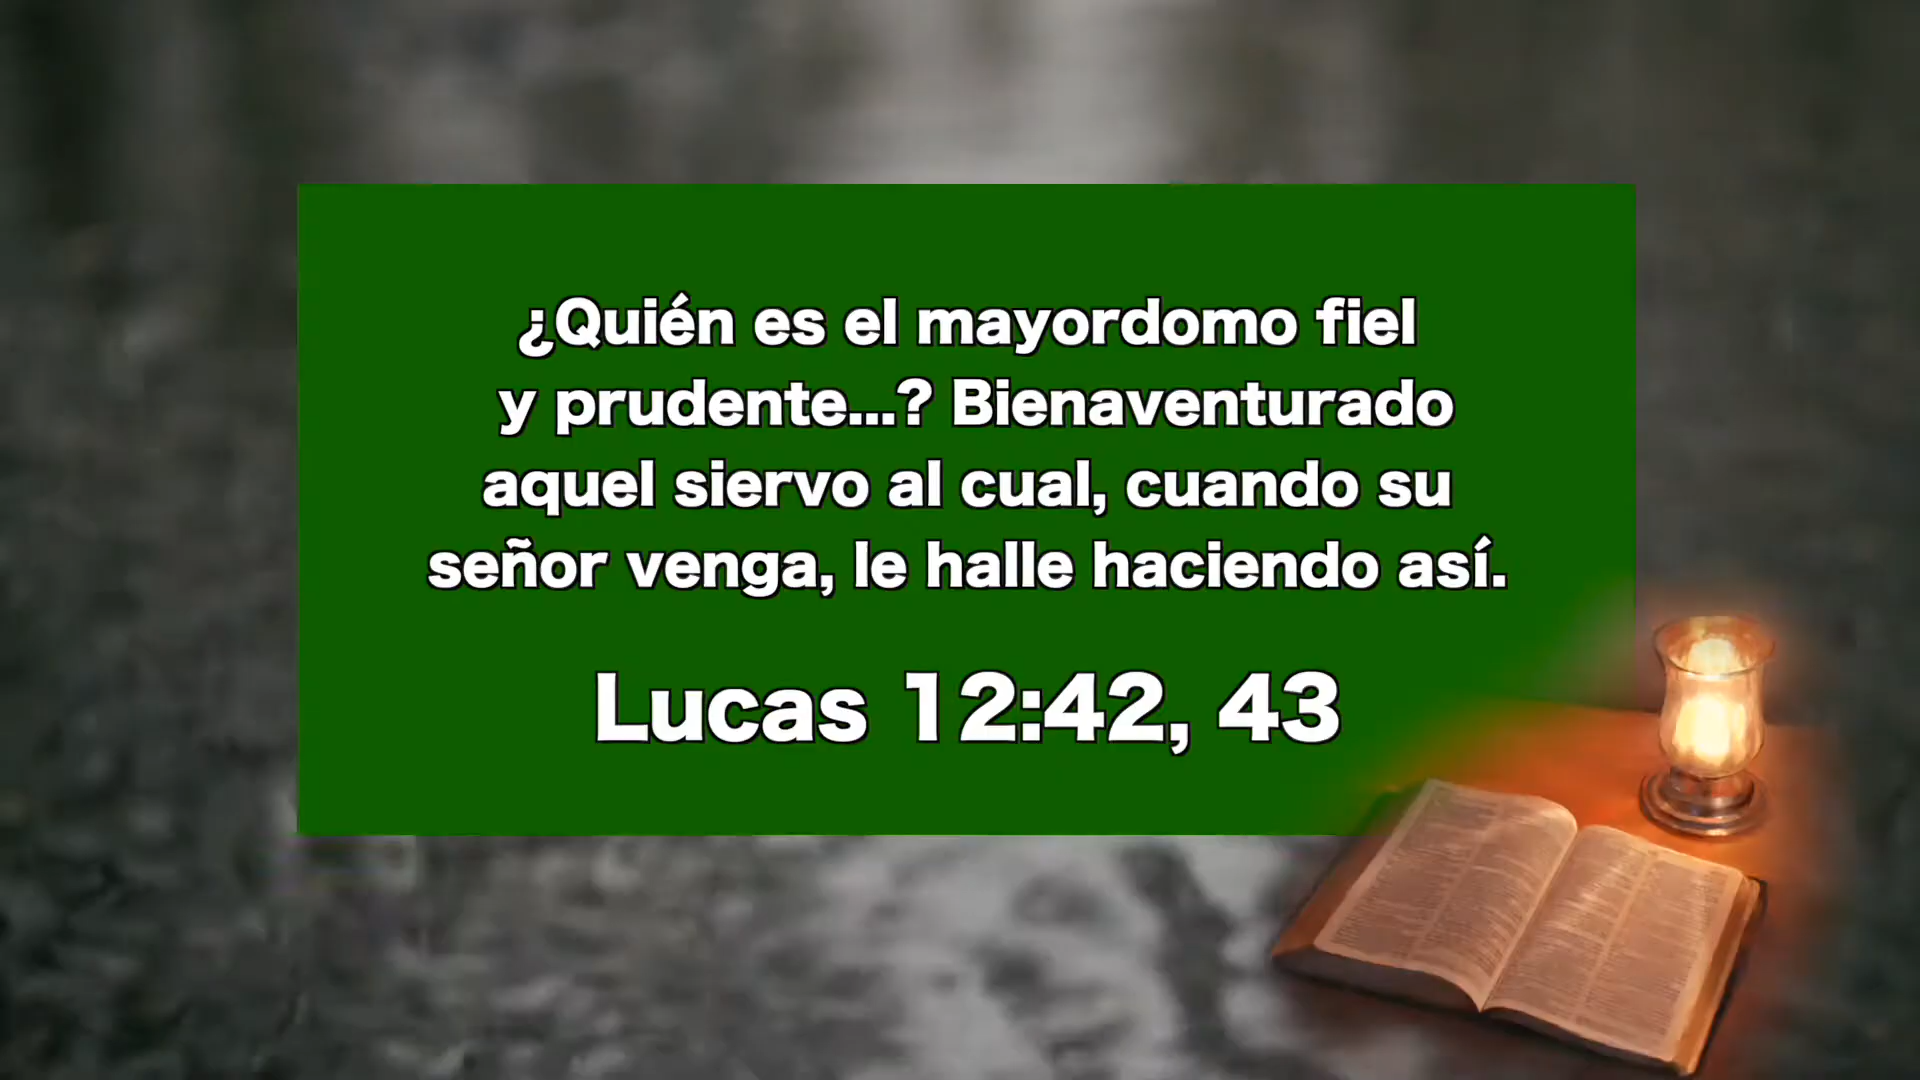 ¿Quién es el mayordomo fiel
y prudente...? Bienaventurado
aquel siervo al cual, cuando su
señor venga, le halle haciendo así.
Lucas 12:42, 43